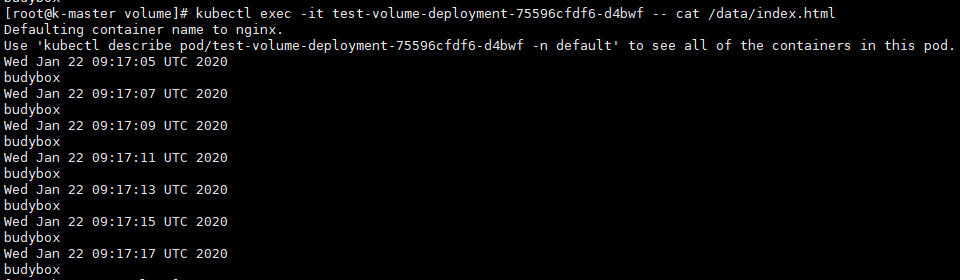 [root@k-master volume]# kubectl exec -it test-volume-deployment-75596cfdf6-d4bwf -- cat /data/index.html
Defaulting container name to nginx.
Use 'kubectl describe pod/test-volume-deployment-75596cfdf6-d4bwf -n default' to see all of the containers in this pod.
Wed Jan 22 09:17:05 UTC 2020
budybox
Wed Jan 22 09:17:07 UTC 2020
budybox
Wed Jan 22 09:17:09 UTC 2020
budybox
Wed Jan 22 09:17:11 UTC 2020
budybox
Wed Jan 22 09:17:13 UTC 2020
budybox
Wed Jan 22 09:17:15 UTC 2020
budybox
Wed Jan 22 09:17:17 UTC 2020
budybox